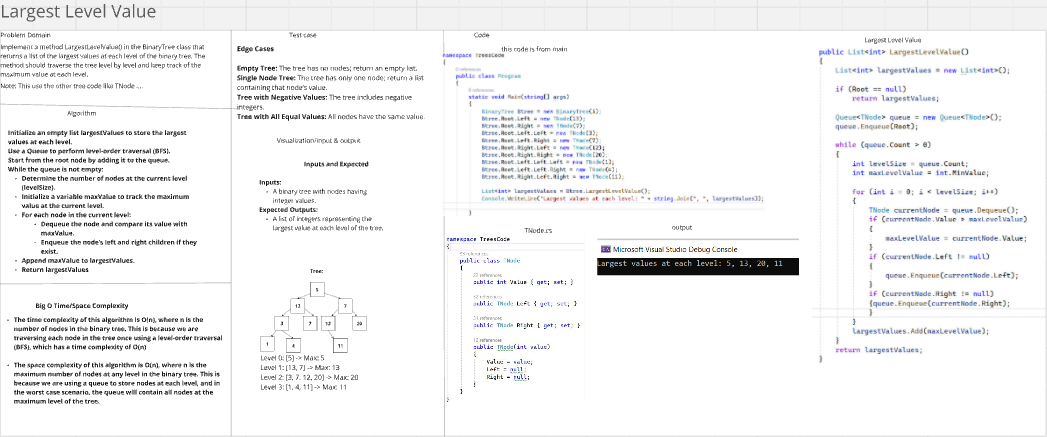 Largest Level Value
Problem Domain
Implement a method LargestLevelValue() in the BinaryTree class that
returns a list of the largest values at each level of the binary tree. The
method should traverse the tree level by level and keep track of the
maximum value at each level.
Note: This use the other tree code like TNode ....
Algorithm
Initialize an empty list largestValues to store the largest
values at each level.
Use a Queue to perform level-order traversal (BFS).
Start from the root node by adding it to the queue.
While the queue is not empty:
• Determine the number of nodes at the current level
(levelSize).
• Initialize a variable maxValue to track the maximum
value at the current level.
• For each node in the current level:
• Dequeue the node and compare its value with
maxValue.
• Enqueue the node's left and right children if they
exist.
• Append maxValue to largestValues.
• Return largestValues
Big O Time/Space Complexity
• The time complexity of this algorithm is O(n), where n is the
number of nodes in the binary tree. This is because we are
traversing each node in the tree once using a level-order traversal
(BFS), which has a time complexity of O(n)
• The space complexity of this algorithm is O(n), where n is the
maximum number of nodes at any level in the binary tree. This is
because we are using a queue to store nodes at each level, and in
the worst case scenario, the queue will contain all nodes at the
maximum level of the tree.
Test case
Edge Cases
Empty Tree: The tree has no nodes; return an empty list.
Single Node Tree: The tree has only one node; return a list
containing that node's value.
Tree with Negative Values: The tree includes negative
integers.
Tree with All Equal Values: All nodes have the same value.
Visualization/input & output
Inputs and Expected
Inputs:
• A binary tree with nodes having
integer values.
Expected Outputs:
• A list of integers representing the
largest value at each level of the tree.
Tree:
5
13 7
3 7 12 20
1 4 11
Level 0: [5] -> Max: 5
Level 1: [13, 7] -> Max: 13
Level 2: [3, 7, 12, 20] -> Max: 20
Level 3: [1, 4, 11] -> Max: 11
Code
this code is from main
namespace TreesCode
{
public class Program
{
static void Main(string[] args)
{
BinaryTree Btree = new BinaryTree(5);
Btree.Root.Left = new TNode(13);
Btree.Root.Right = new TNode(7);
Btree.Root.Left.Left = new TNode(3);
Btree.Root.Left.Right = new TNode(7);
Btree.Root.Right.Left = new TNode(12);
Btree.Root.Right.Right = new TNode(20);
Btree.Root.Left.Left.Left = new TNode(1);
Btree.Root.Left.Left.Right = new TNode(4);
Btree.Root.Right.Left.Right = new TNode(11);
List<int> largestValues = Btree.LargestLevelValue();
Console.WriteLine("Largest values at each level: " + string.Join(", ", largestValues));
}
TNode.cs
namespace TreesCode
{
public class TNode
{
references
public int Value { get; set; }
references
public TNode Left { get; set; }
references
public TNode Right { get; set; }
references
public TNode(int value)
{
Value = value;
Left = null;
Right = null;
}
}
}
output
Microsoft Visual Studio Debug Console
Largest values at each level: 5, 13, 20, 11
Largest Level Value
public List<int> LargestLevelValue()
{
List<int> largestValues = new List<int>();
if (Root == null)
return largestValues;
Queue<TNode> queue = new Queue<TNode>();
queue.Enqueue(Root);
while (queue.Count > 0)
{
int levelSize = queue.Count;
int maxLevelValue = int.MinValue;
for (int i = 0; i < levelSize; i++)
{
TNode currentNode = queue.Dequeue();
if (currentNode.Value > maxLevelValue)
{
maxLevelValue = currentNode.Value;
}
if (currentNode.Left != null)
{
queue.Enqueue(currentNode.Left);
}
if (currentNode.Right != null)
{queue.Enqueue(currentNode.Right);
}
}
largestValues.Add(maxLevelValue);
}
return largestValues;
}